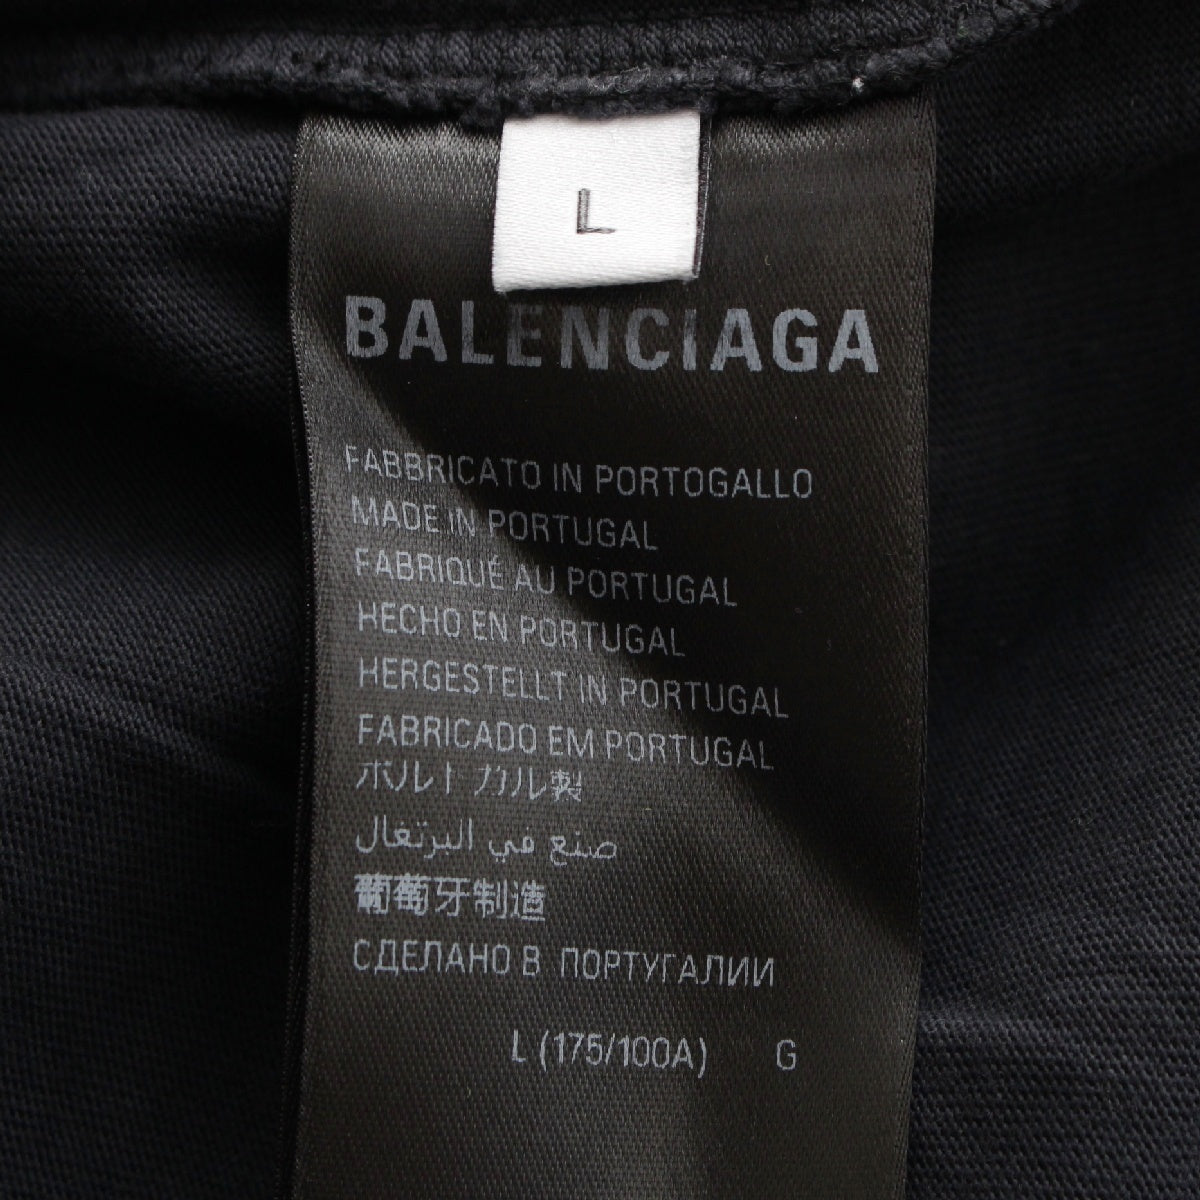 L
BALENCIAGA
FABBRICATO IN PORTOGALLO
MADE IN PORTUGAL
FABRIQUÉ AU PORTUGAL
HECHO EN PORTUGAL
HERGESTELLT IN PORTUGAL
FABRICADO EM PORTUGAL
ポルトガル製
صنع في البرتغال
葡萄牙制造
СДЕЛАНО В ПОРТУГАЛИИ
L (175/100A) G